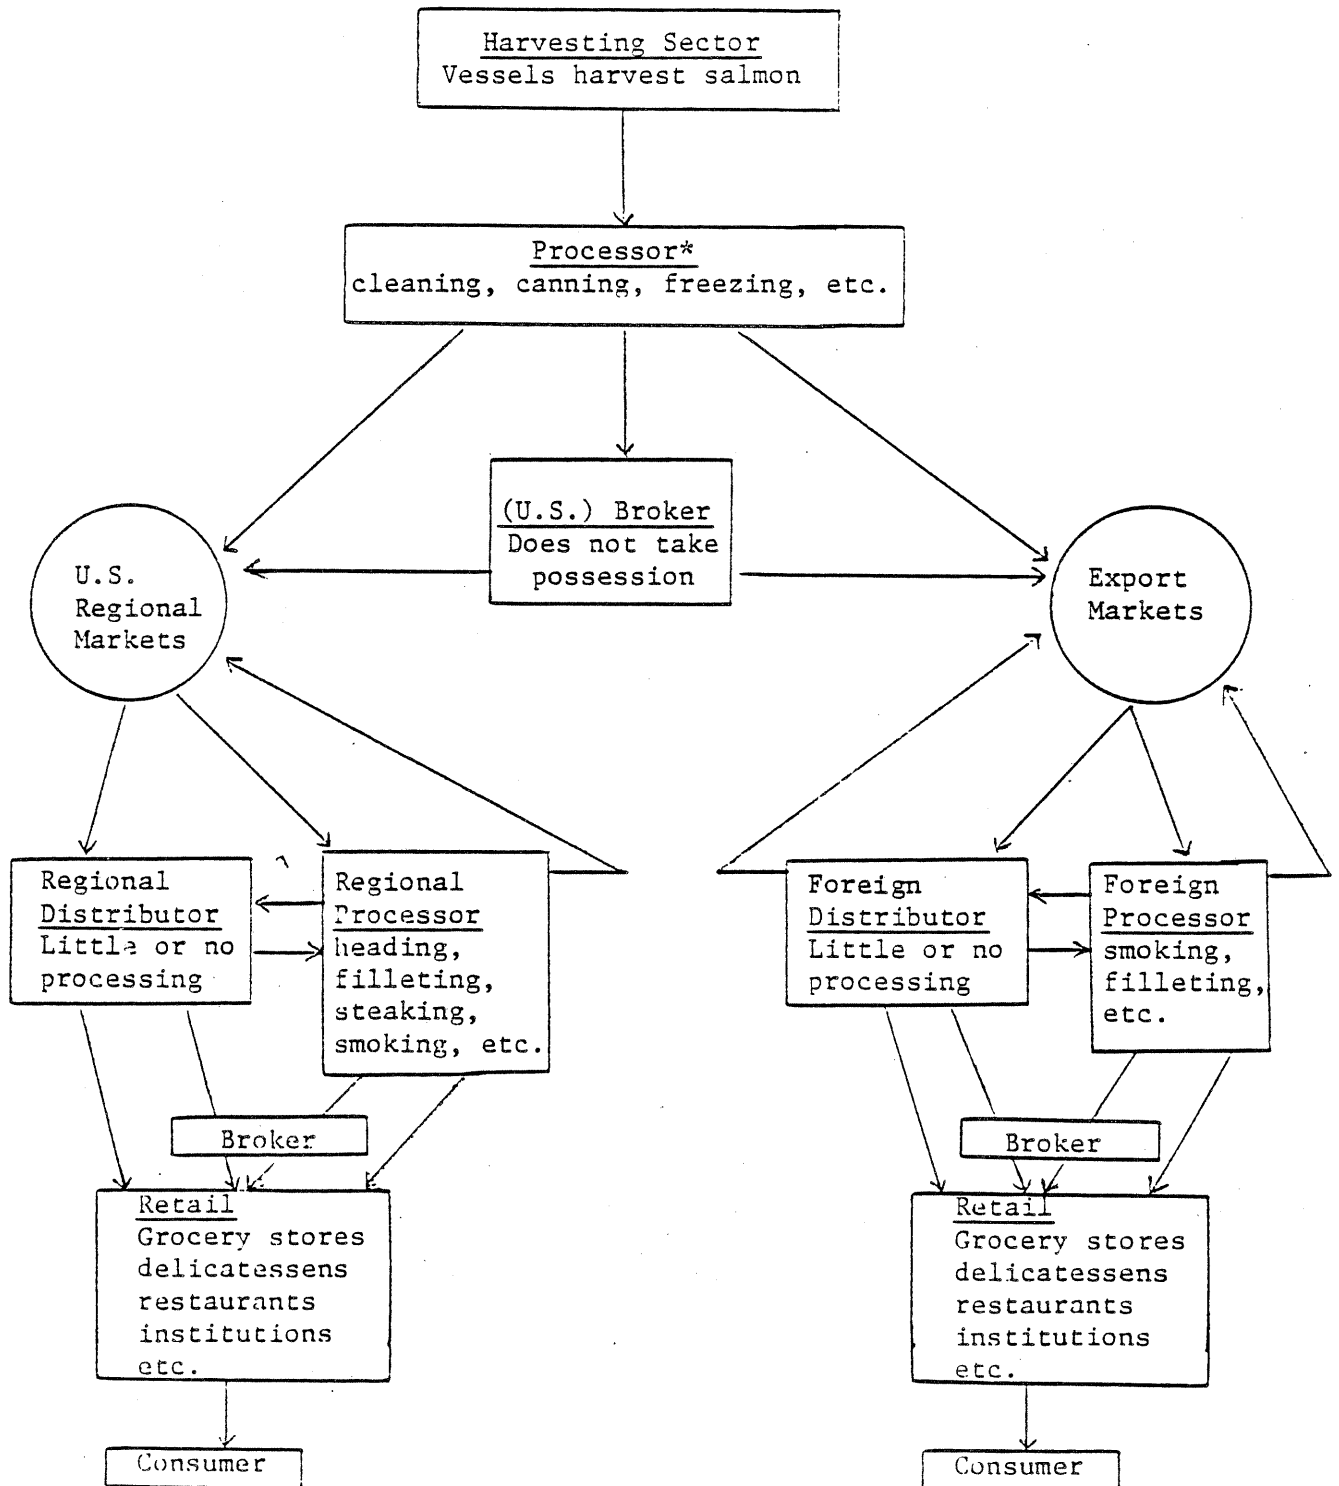 Harvesting Sector
Vessels harvest salmon
Processor*
cleaning, canning, freezing, etc.
(U.S.) Broker
Does not take
possession
U.S.
Regional
Markets
Export
Markets
Regional
Distributor
Little or no
processing
Regional
Processor
heading,
filleting,
steaking,
smoking, etc.
Foreign
Distributor
Little or no
processing
Foreign
Processor
smoking,
filleting,
etc.
Broker
Broker
Retail
Grocery stores
delicatessens
restaurants
institutions
etc.
Retail
Grocery stores
delicatessens
restaurants
institutions
etc.
Consumer
Consumer